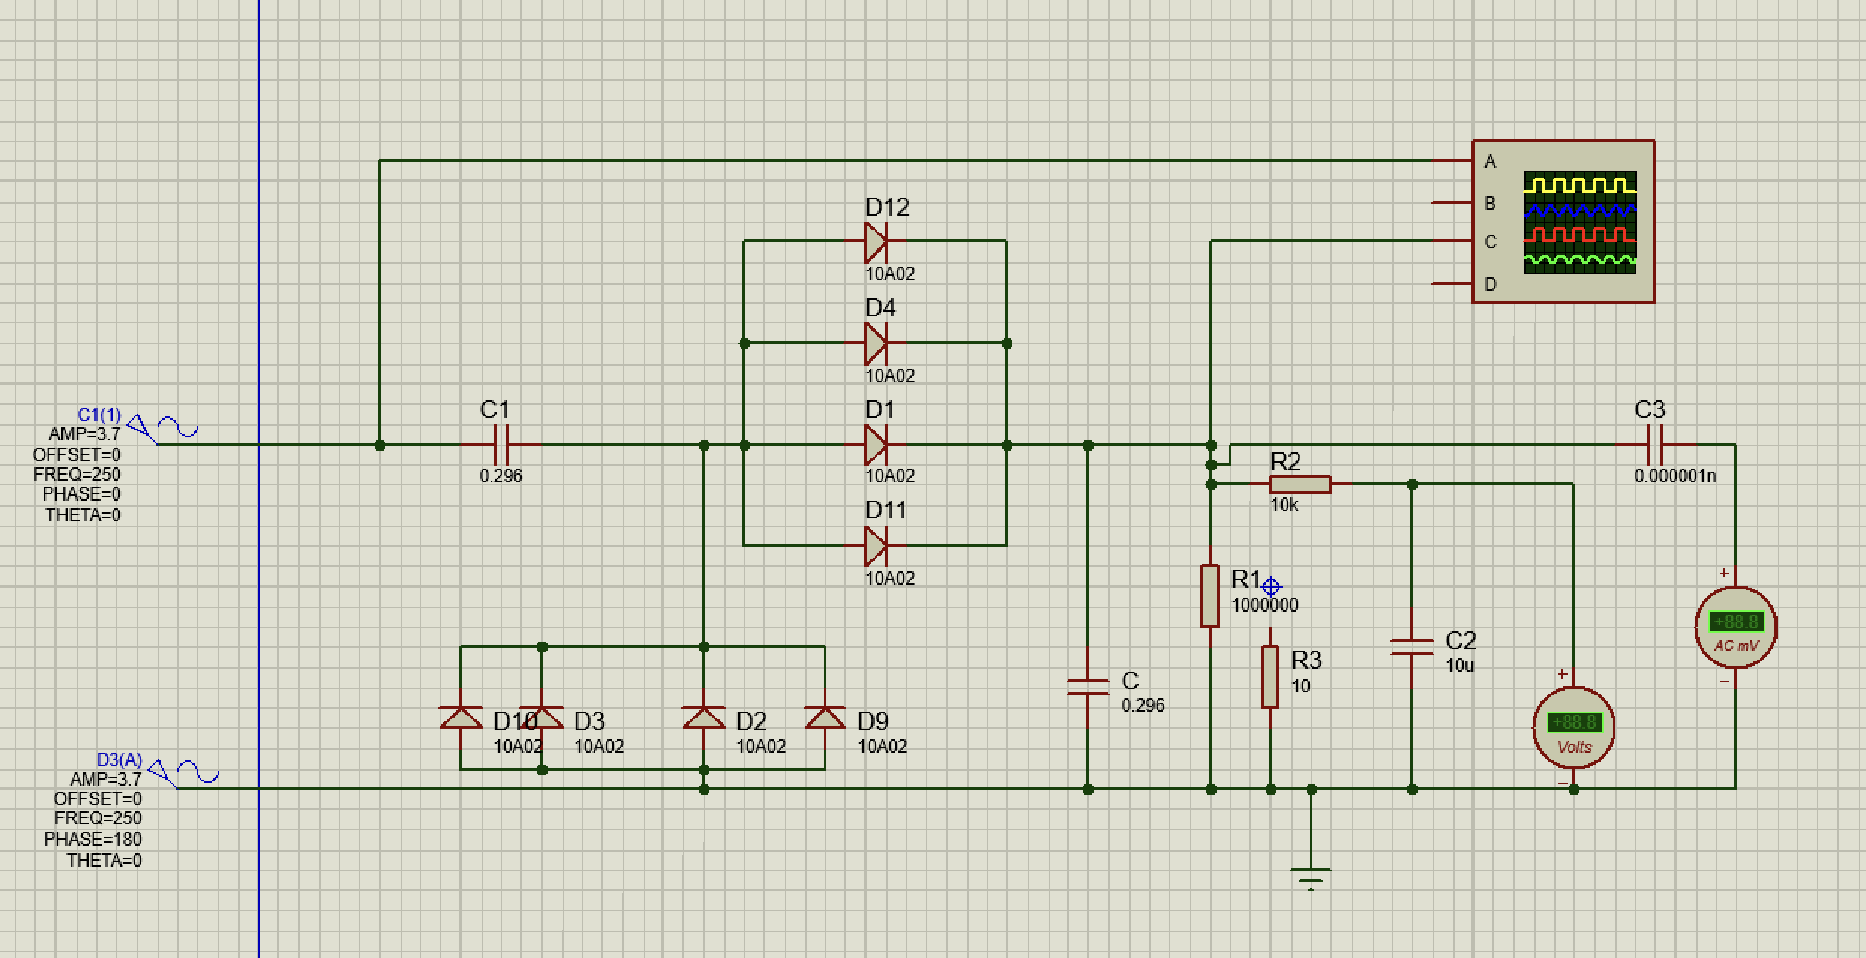 A
B
C
D
D12
10A02
D4
10A02
C1(1)
AMP=3.7
OFFSET=0
FREQ=250
PHASE=0
THETA=0
C1
0.296
D1
10A02
C3
0.000001n
R2
10k
D11
10A02
R1
1000000
+88.8
AC mV
R3
10
C2
10u
C
0.296
+88.8
Volts
D10
10A02
D3
10A02
D2
10A02
D9
10A02
D3(A)
AMP=3.7
OFFSET=0
FREQ=250
PHASE=180
THETA=0